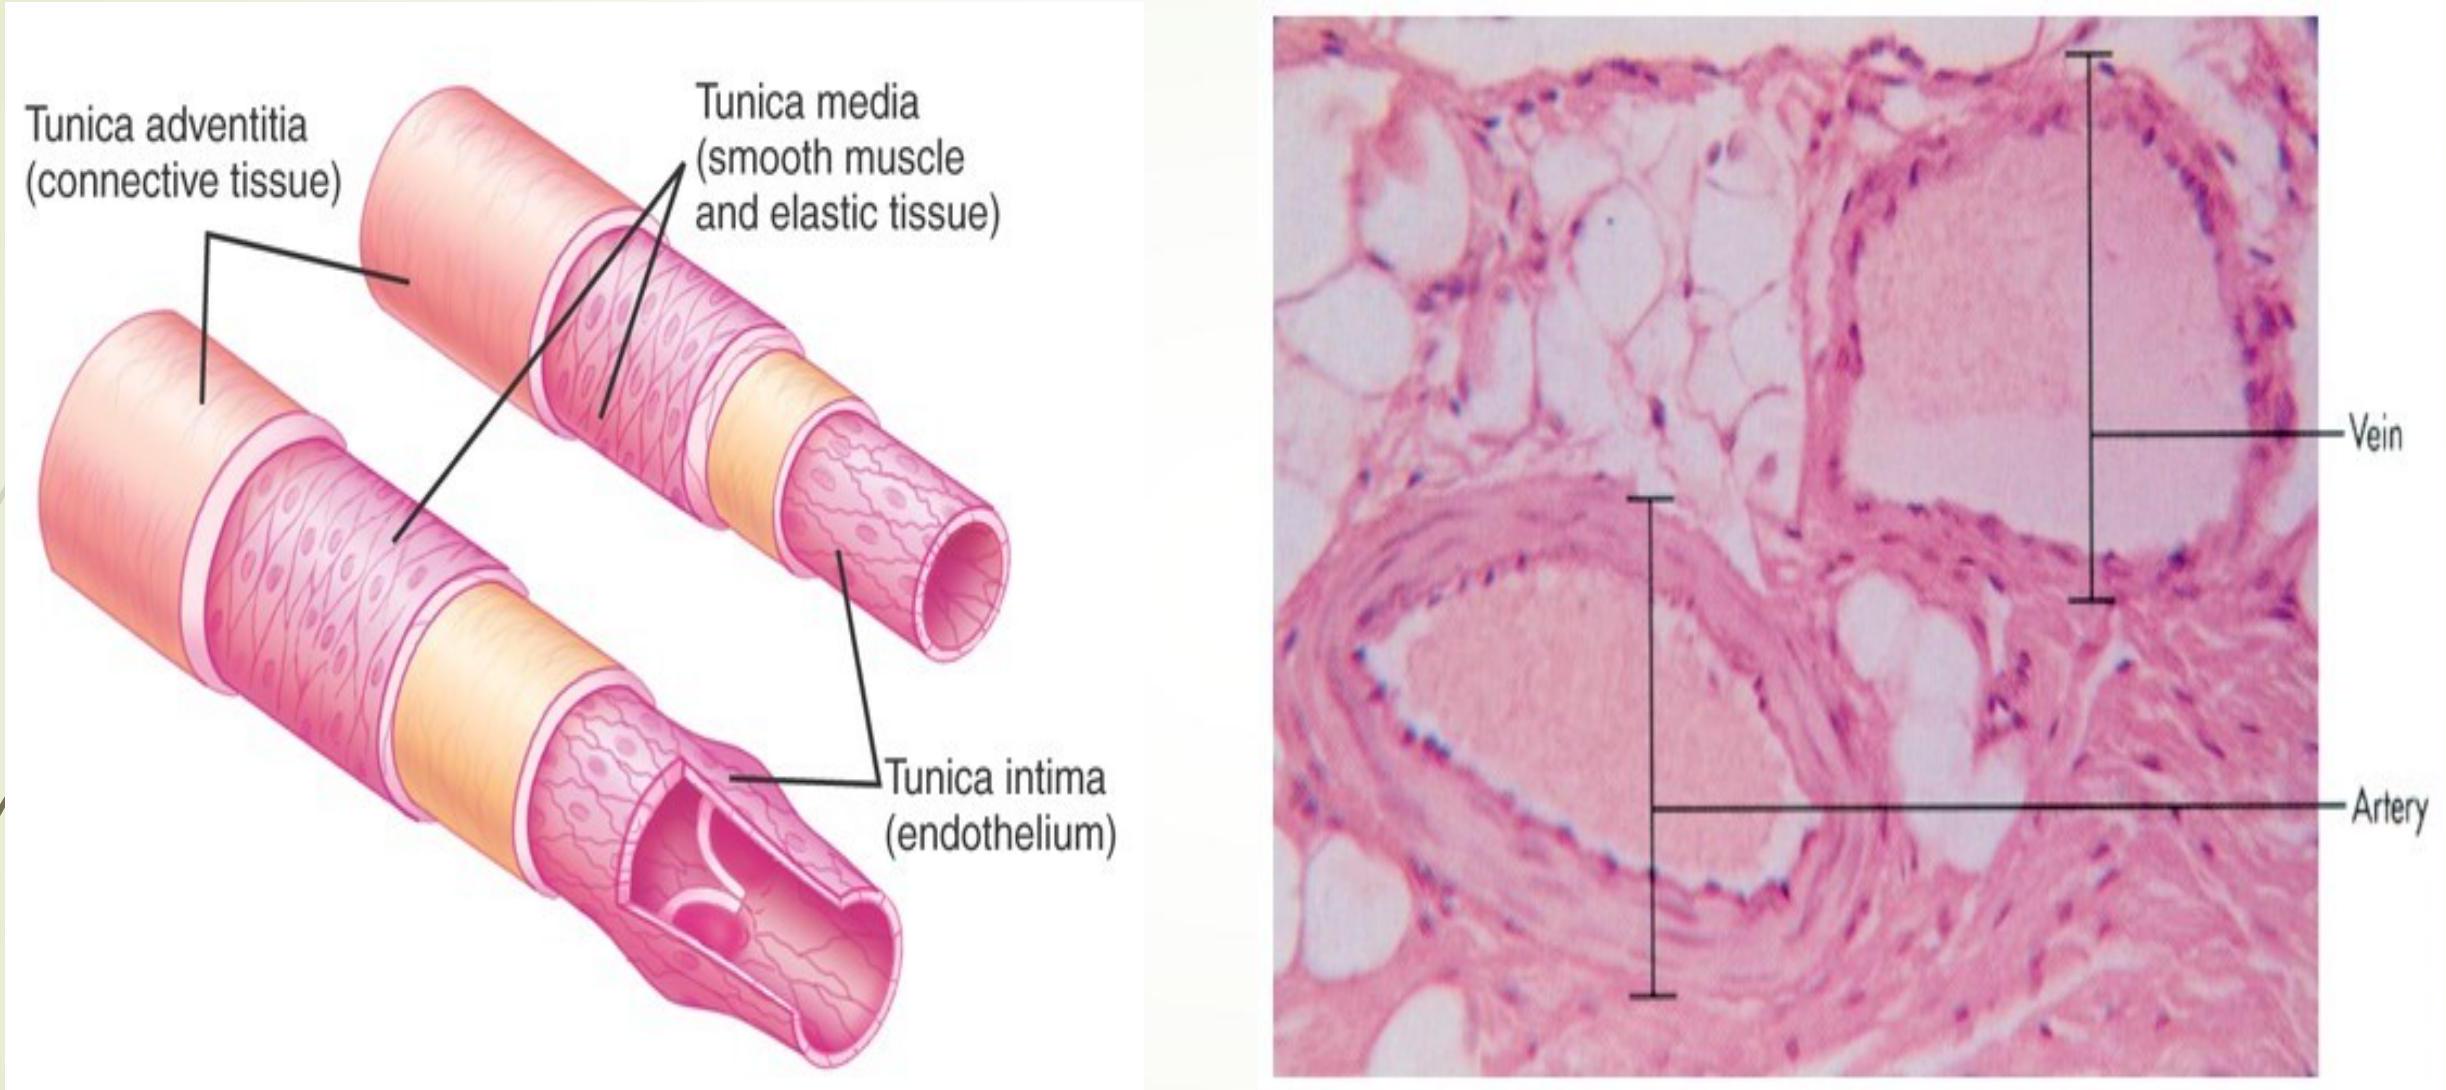 Tunica adventitia
(connective tissue)
Tunica media
(smooth muscle
and elastic tissue)
Tunica intima
(endothelium)
Vein
Artery